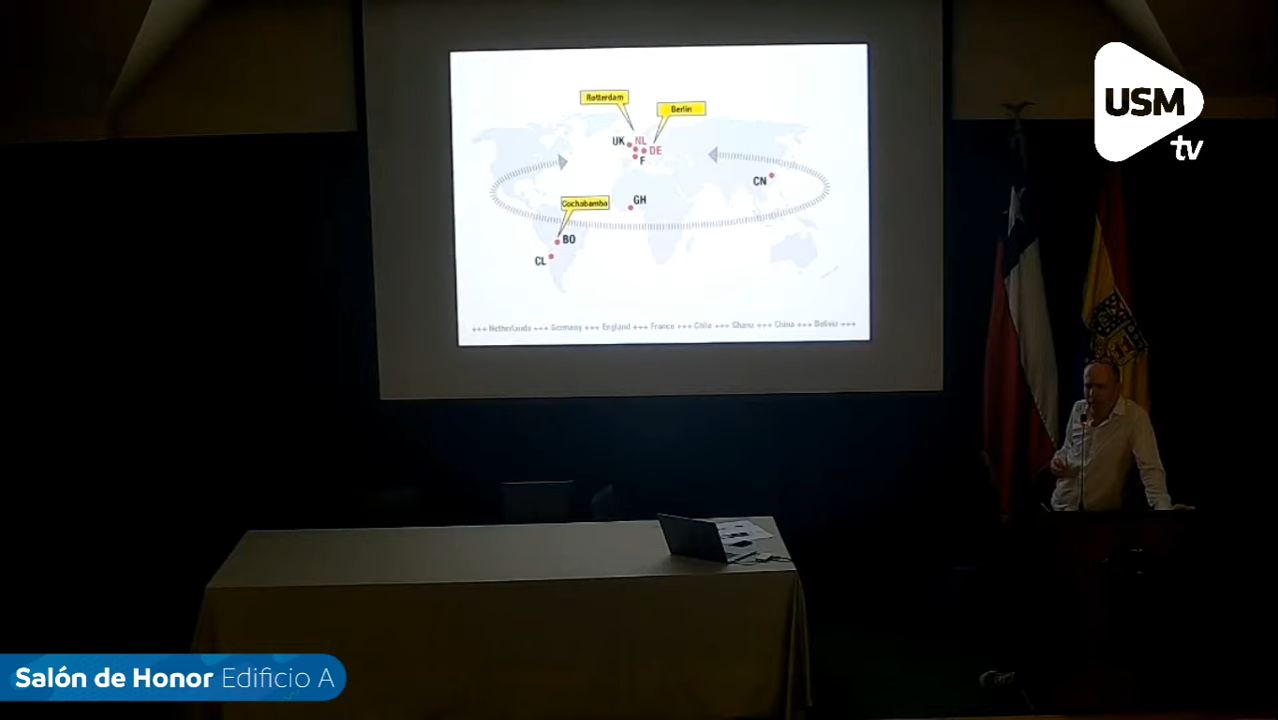 USM
tv
Rotterdam
Berlin
UK
NL
DE
F
CN
GH
Cochabamba
BO
CL
+++ Netherlands +++ Germany +++ England +++ France +++ Chile +++ Ghana +++ China +++ Bolivia +++
Salón de Honor Edificio A